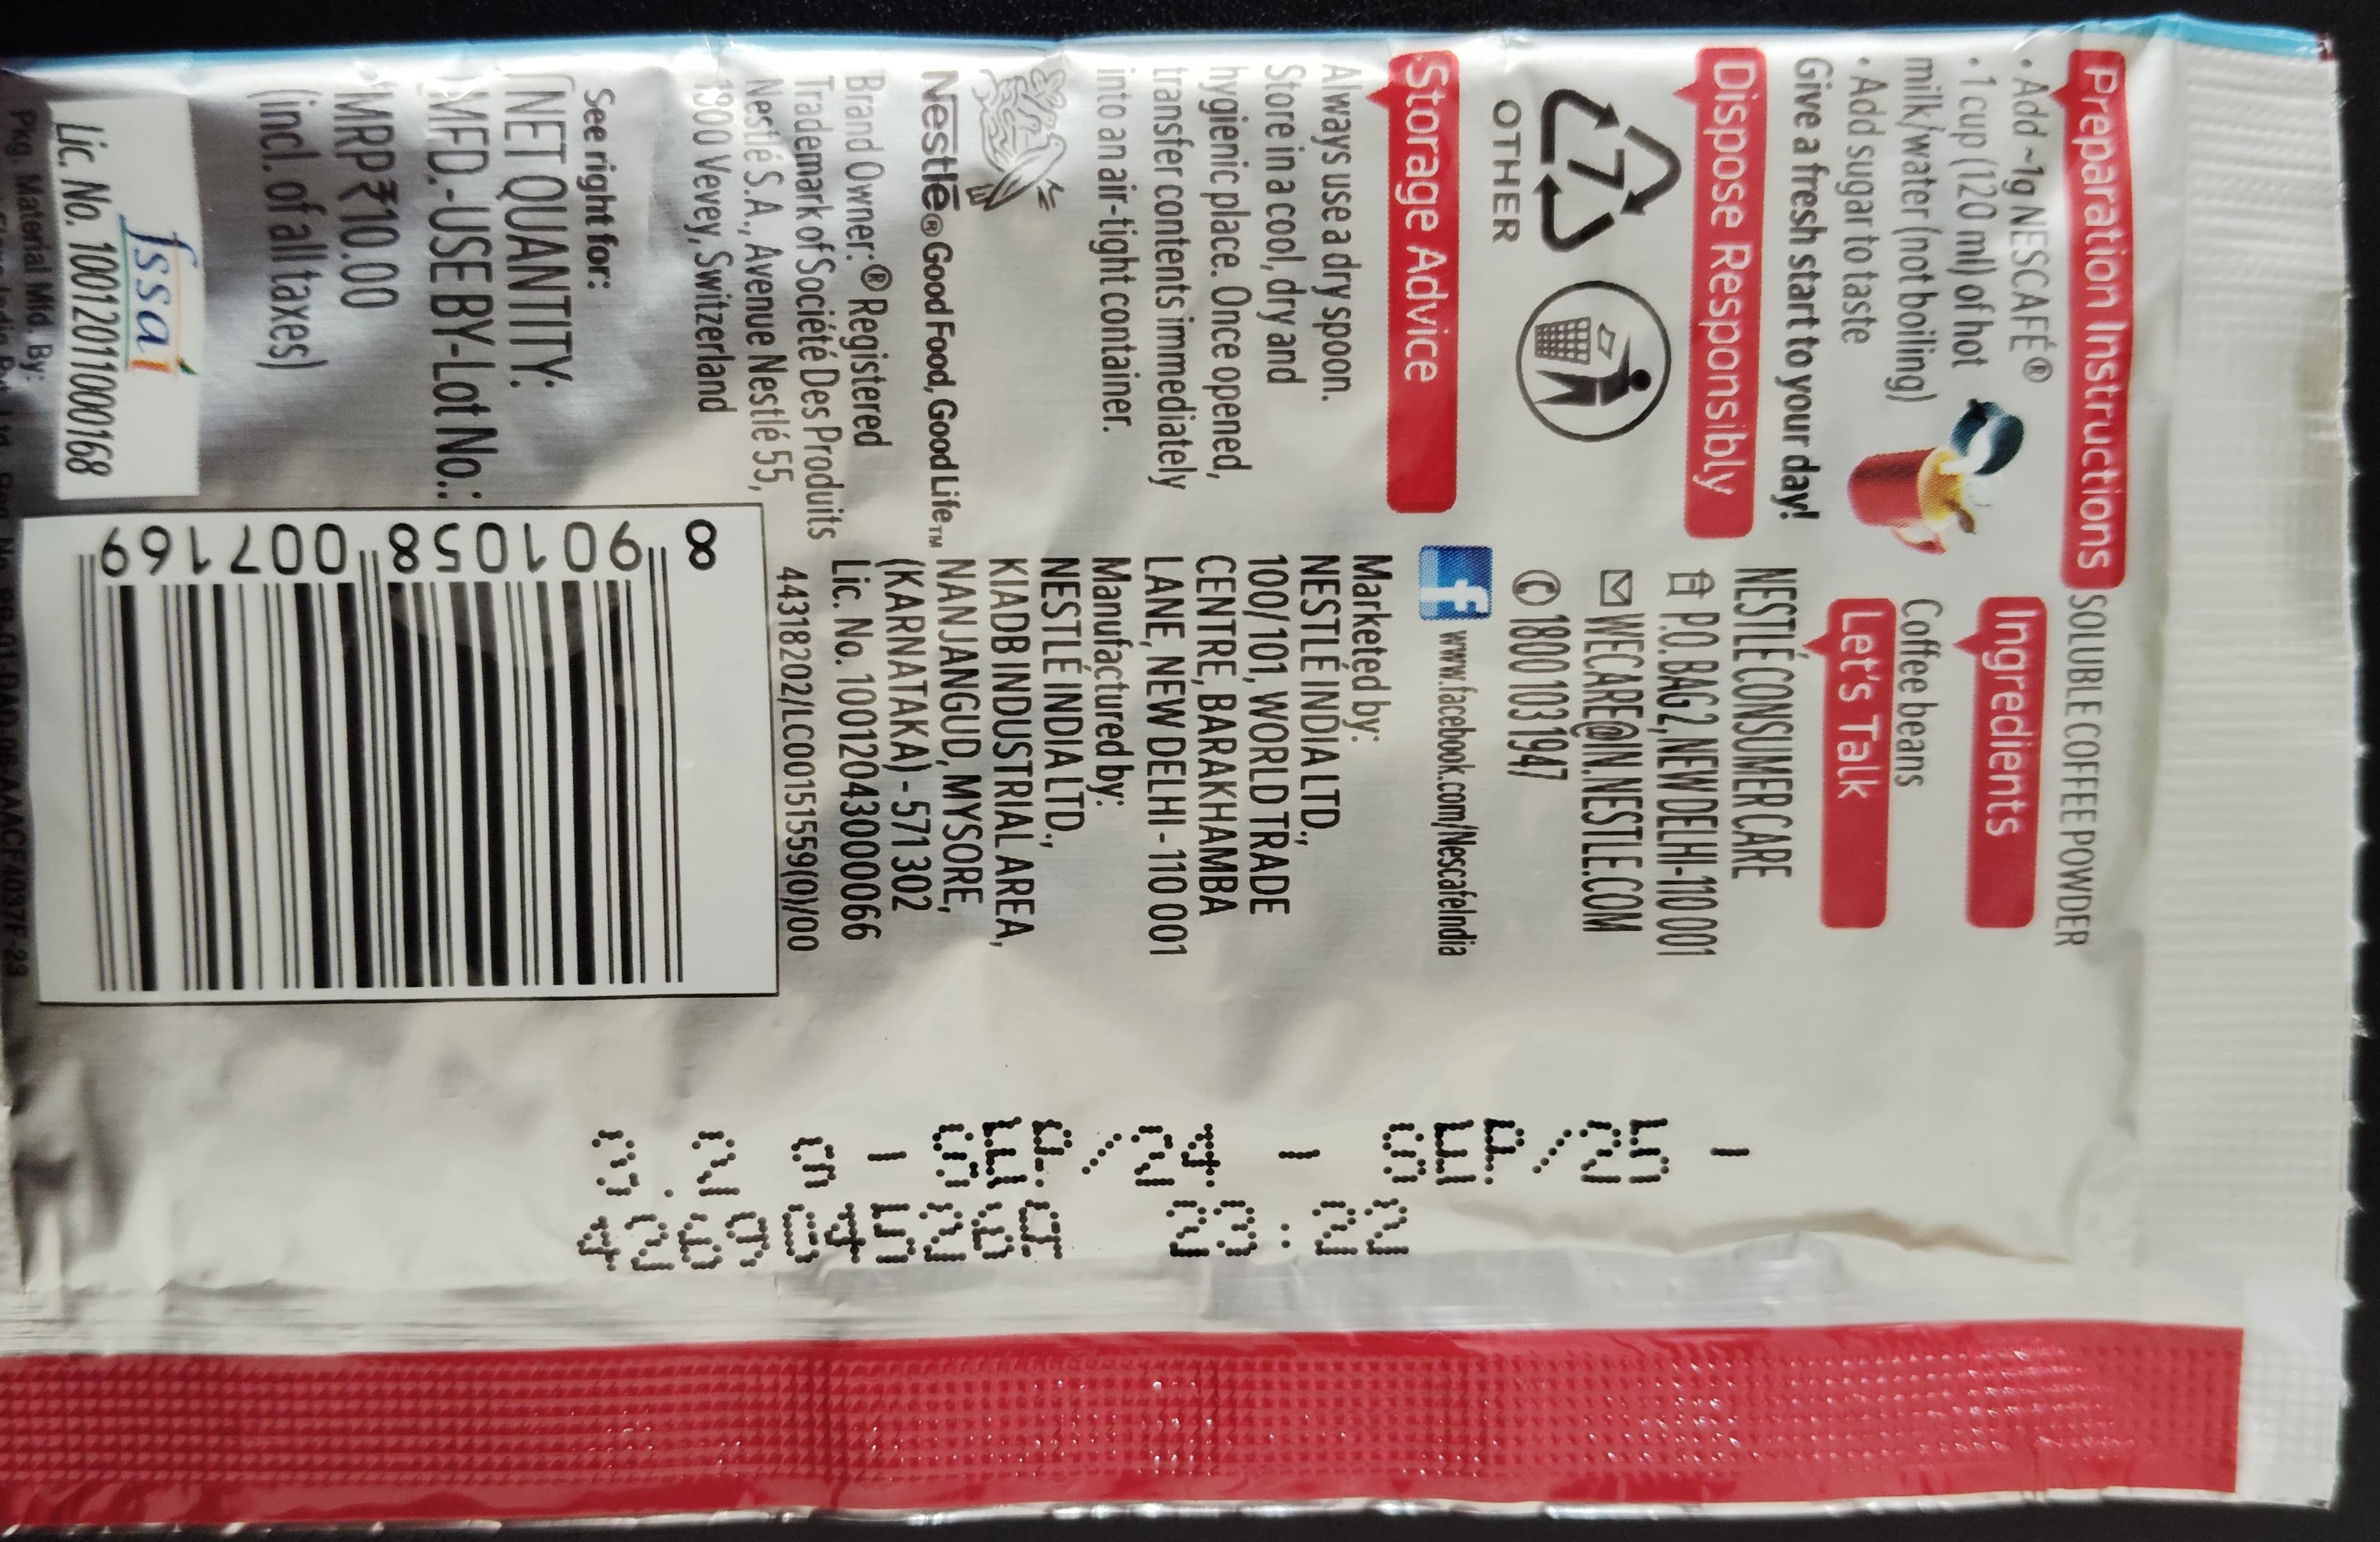 Preparation Instructions
• Add ~1g NESCAFÉ®
• 1 cup (120 ml) of hot
milk/water (not boiling)
• Add sugar to taste
Give a fresh start to your day!
Dispose Responsibly
7
OTHER
Storage Advice
Always use a dry spoon.
Store in a cool, dry and
hygienic place. Once opened,
transfer contents immediately
into an air-tight container.
Nestlé® Good Food, Good Life™
Brand Owner: ® Registered
Trademark of Société Des Produits
Nestlé S.A., Avenue Nestlé 55,
1800 Vevey, Switzerland
See right for:
NET QUANTITY:
MFD.-USE BY-Lot No.:
MRP ₹10.00
(incl. of all taxes)
fssai
Lic. No. 10012011000168
Pkg. Material Mfd. By:
SOLUBLE COFFEE POWDER
Ingredients
Coffee beans
Let's Talk
NESTLÉ CONSUMER CARE
P.O. BAG 2, NEW DELHI-110 001
WECARE@IN.NESTLE.COM
1800 103 1947
f www.facebook.com/NescafeIndia
Marketed by:
NESTLÉ INDIA LTD.,
100/101, WORLD TRADE
CENTRE, BARAKHAMBA
LANE, NEW DELHI - 110 001
Manufactured by:
NESTLÉ INDIA LTD.,
KIADB INDUSTRIAL AREA,
NANJANGUD, MYSORE,
(KARNATAKA) - 571 302
Lic. No. 10012043000066
44318202/LC00151559(0)/00
8 901058 007169
2.2 g - SEP/24 - SEP/25 -
20:22